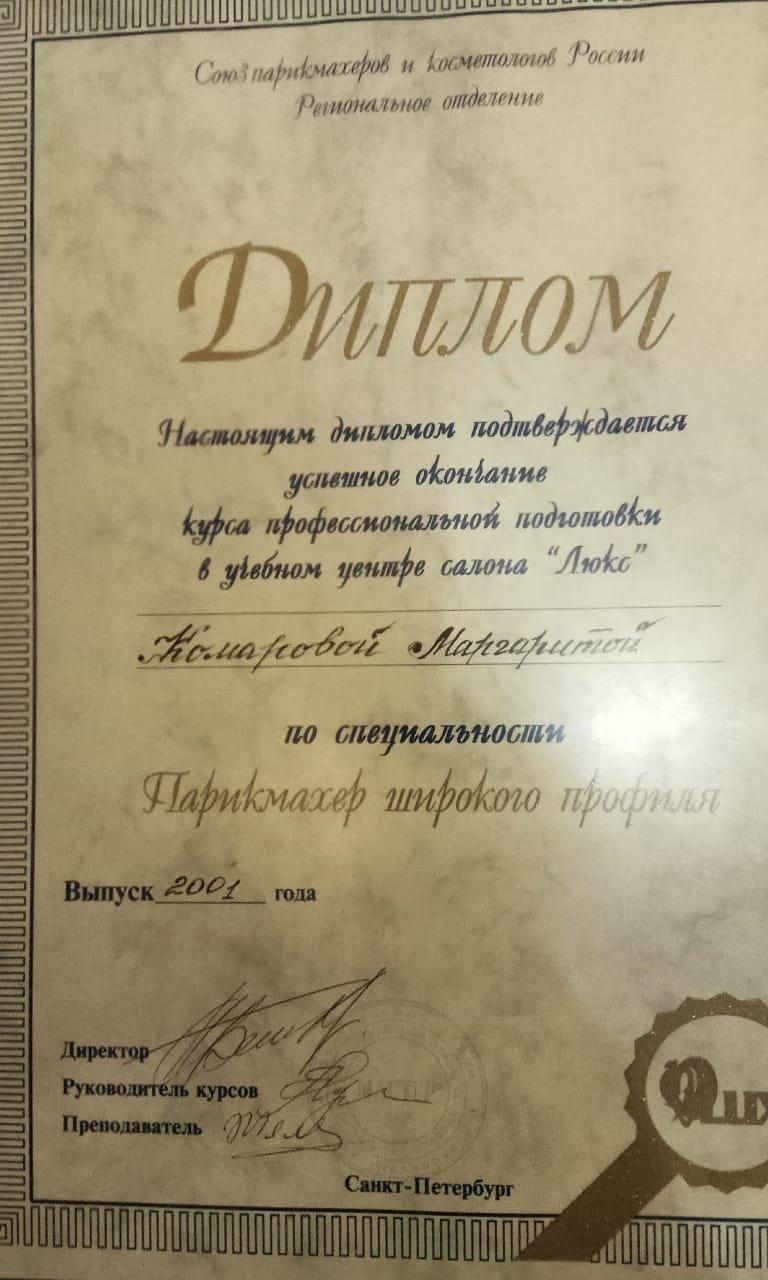 Союз парикмахеров и косметологов России
Региональное отделение
Диплом
Настоящим дипломом подтверждается
успешное окончание
курса профессиональной подготовки
в учебном центре салона “Люкс”
Комаровой Маргаритой
по специальности
Парикмахер широкого профиля
Выпуск 2001 года
Директор
Руководитель курсов
Преподаватель
Санкт-Петербург